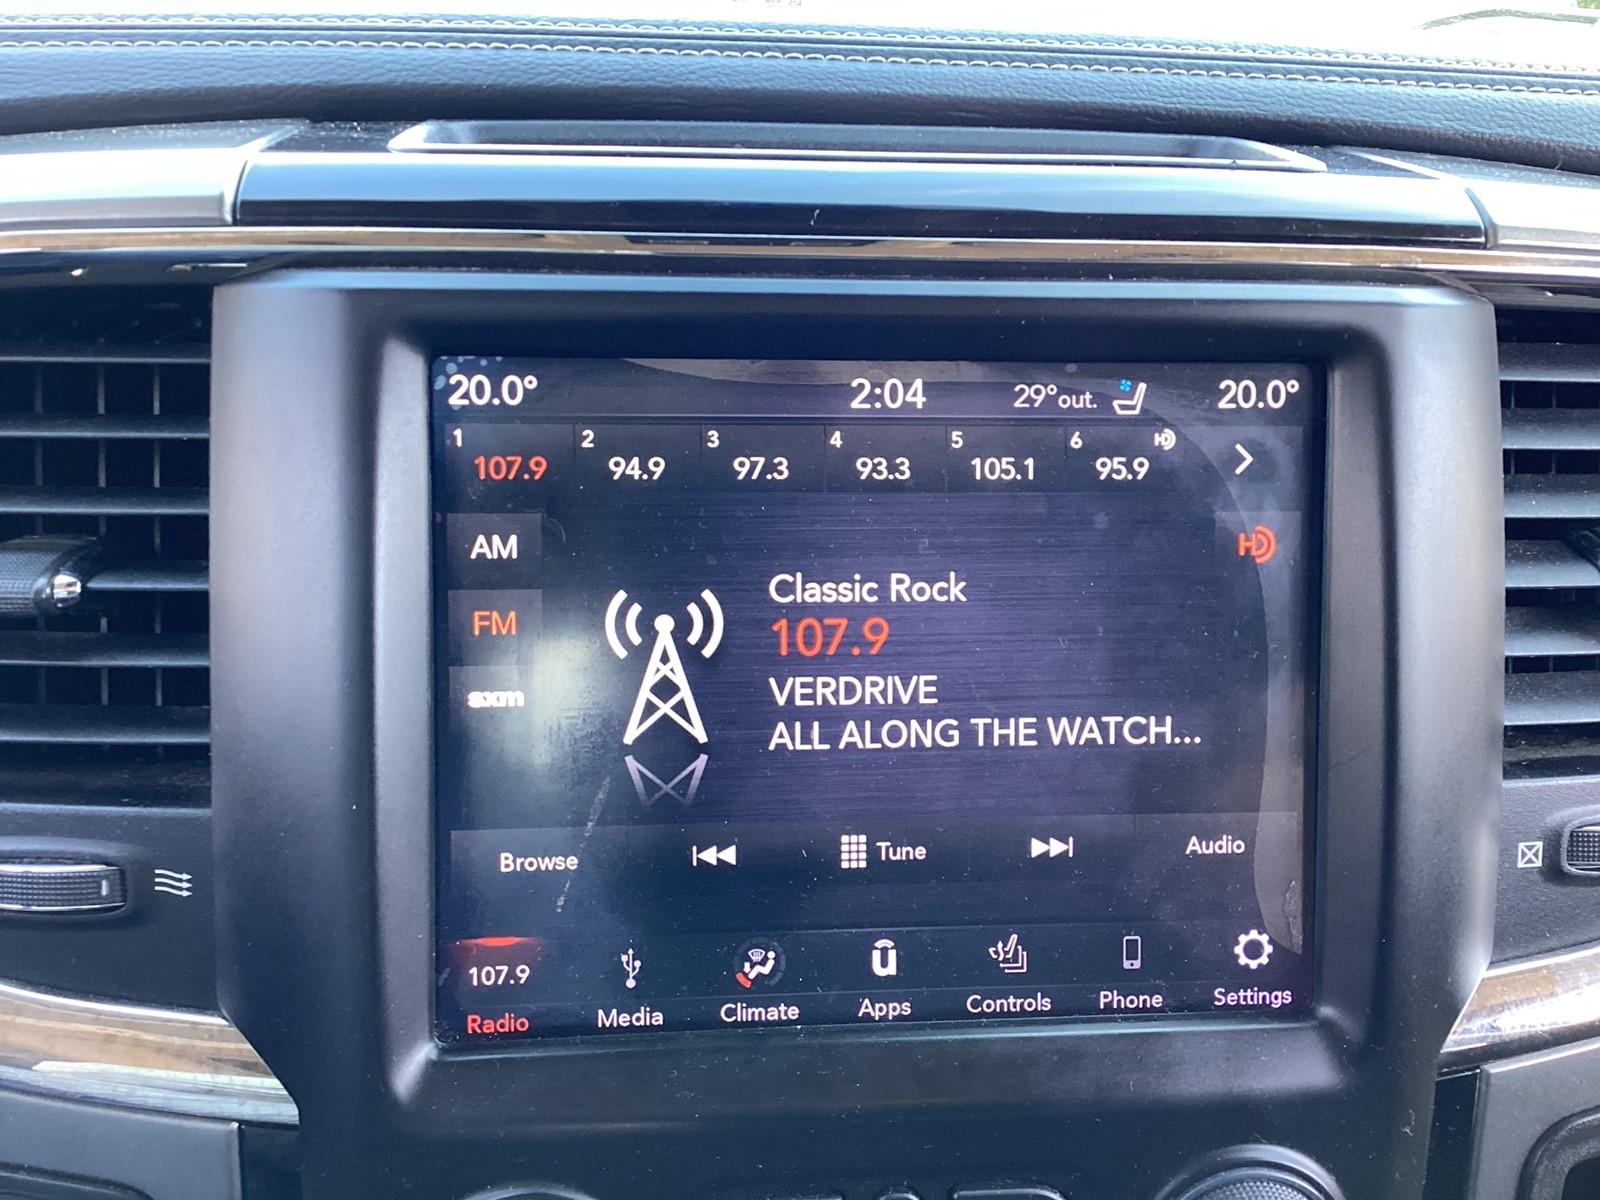 20.0° 2:04 29°out. 20.0°
1 2 3 4 5 6 HD
107.9 94.9 97.3 93.3 105.1 95.9
AM
HD
FM
sxm
Classic Rock
107.9
VERDRIVE
ALL ALONG THE WATCH...
Browse Tune Audio
107.9
Radio Media Climate Apps Controls Phone Settings